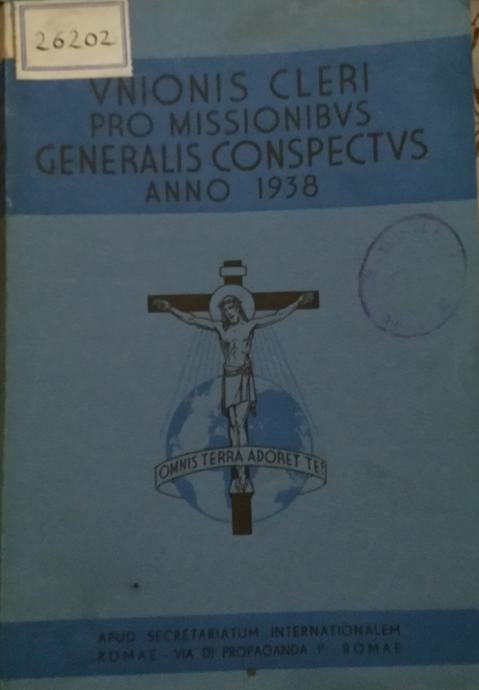 26202
VNIONIS CLERI
PRO MISSIONIBVS
GENERALIS CONSPECTVS
ANNO 1938
OMNIS TERRA ADORET TE!
APUD SECRETARIATUM INTERNATIONALEM
ROMAE - VIA DI PROPAGANDA 1c ROMAE